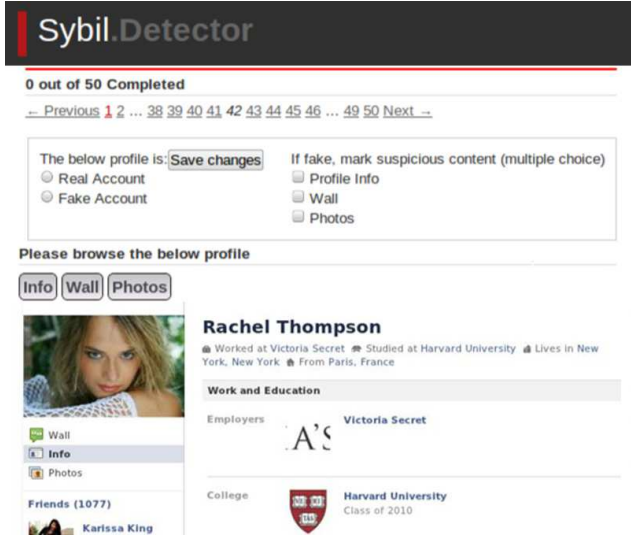 Sybil.Detector
0 out of 50 Completed
← Previous 1 2 ... 38 39 40 41 42 43 44 45 46 ... 49 50 Next →
The below profile is: Save changes
Real Account
Fake Account
If fake, mark suspicious content (multiple choice)
Profile Info
Wall
Photos
Please browse the below profile
Info Wall Photos
Rachel Thompson
Worked at Victoria Secret Studied at Harvard University Lives in New
York, New York From Paris, France
Work and Education
Employers
A'S
Victoria Secret
College
Harvard University
Class of 2010
Wall
Info
Photos
Friends (1077)
Karissa King